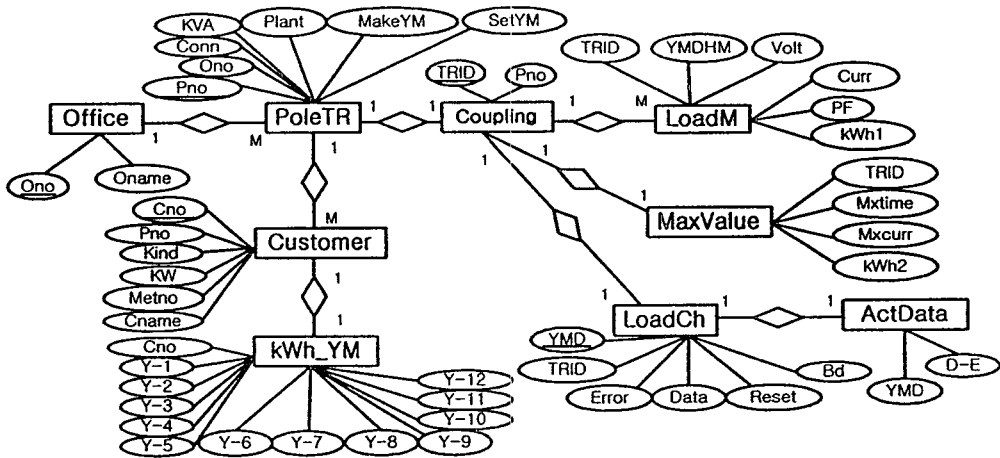 KVA
Plant
MakeYM
SetYM
Conn
Ono
Pno
TRID
Pno
TRID
YMDHM
Volt
Curr
PF
kWh1
Office
1
M
PoleTR
1
1
Coupling
1
M
LoadM
Ono
Oname
1
1
1
TRID
Mxtime
Mxcurr
kWh2
1
MaxValue
Cno
Pno
Kind
KW
Metno
Cname
M
Customer
1
1
1
LoadCh
1
1
ActData
YMD
TRID
Error
Data
Reset
Bd
YMD
D-E
kWh_YM
Cno
Y-1
Y-2
Y-3
Y-4
Y-5
Y-6
Y-7
Y-8
Y-9
Y-10
Y-11
Y-12